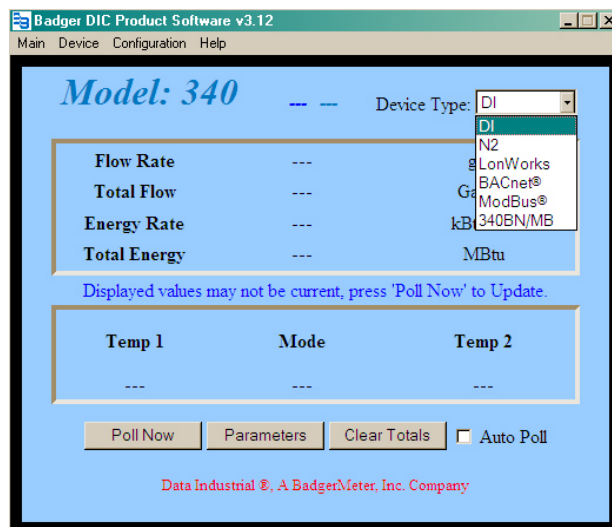 Badger DIC Product Software v3.12
Main Device Configuration Help
Model: 340 --- --- Device Type: DI
DI
N2
LonWorks
BACnet®
ModBus®
340BN/MB
Flow Rate --- g
Total Flow --- Ga
Energy Rate --- kBt
Total Energy --- MBtu
Displayed values may not be current, press 'Poll Now' to Update.
Temp 1 Mode Temp 2
--- --- ---
Poll Now Parameters Clear Totals Auto Poll
Data Industrial ®, A BadgerMeter, Inc. Company